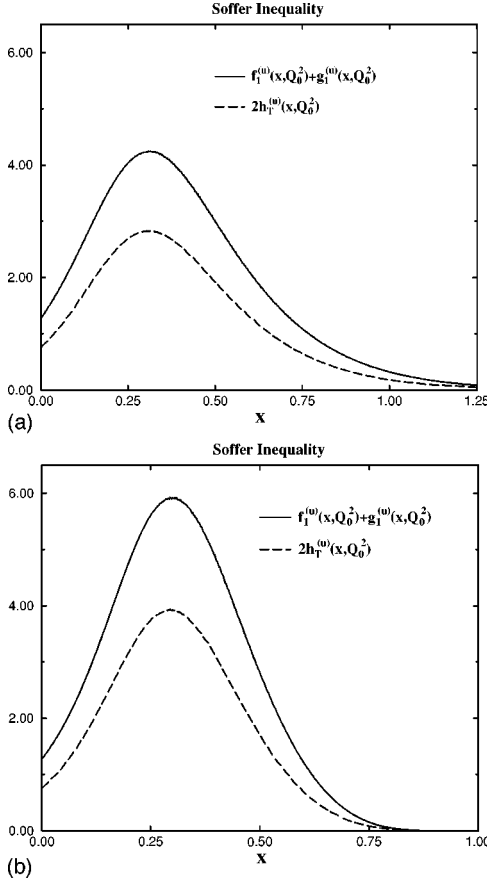 Soffer Inequality
6.00
f₁⁽ᵘ⁾(x,Q₀²)+g₁⁽ᵘ⁾(x,Q₀²)
2h_T⁽ᵘ⁾(x,Q₀²)
4.00
2.00
0.00
0.00 0.25 0.50 0.75 1.00 1.25
(a) x
Soffer Inequality
6.00
f₁⁽ᵘ⁾(x,Q₀²)+g₁⁽ᵘ⁾(x,Q₀²)
2h_T⁽ᵘ⁾(x,Q₀²)
4.00
2.00
0.00
0.00 0.25 0.50 0.75 1.00
(b) x